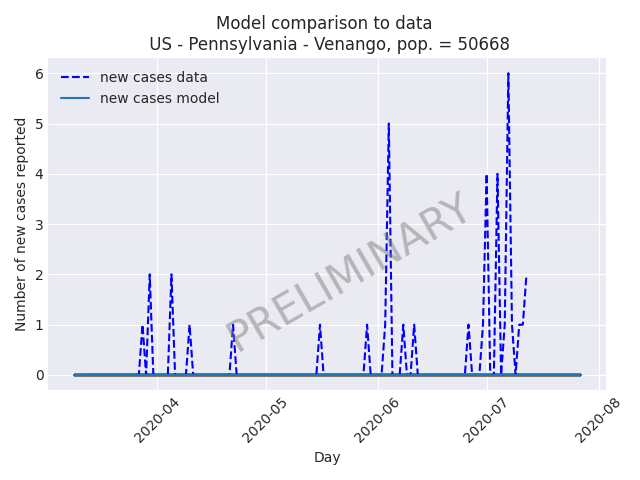 Model comparison to data
US - Pennsylvania - Venango, pop. = 50668
new cases data
new cases model
Number of new cases reported
6
5
4
3
2
1
0
PRELIMINARY
2020-04
2020-05
2020-06
2020-07
2020-08
Day